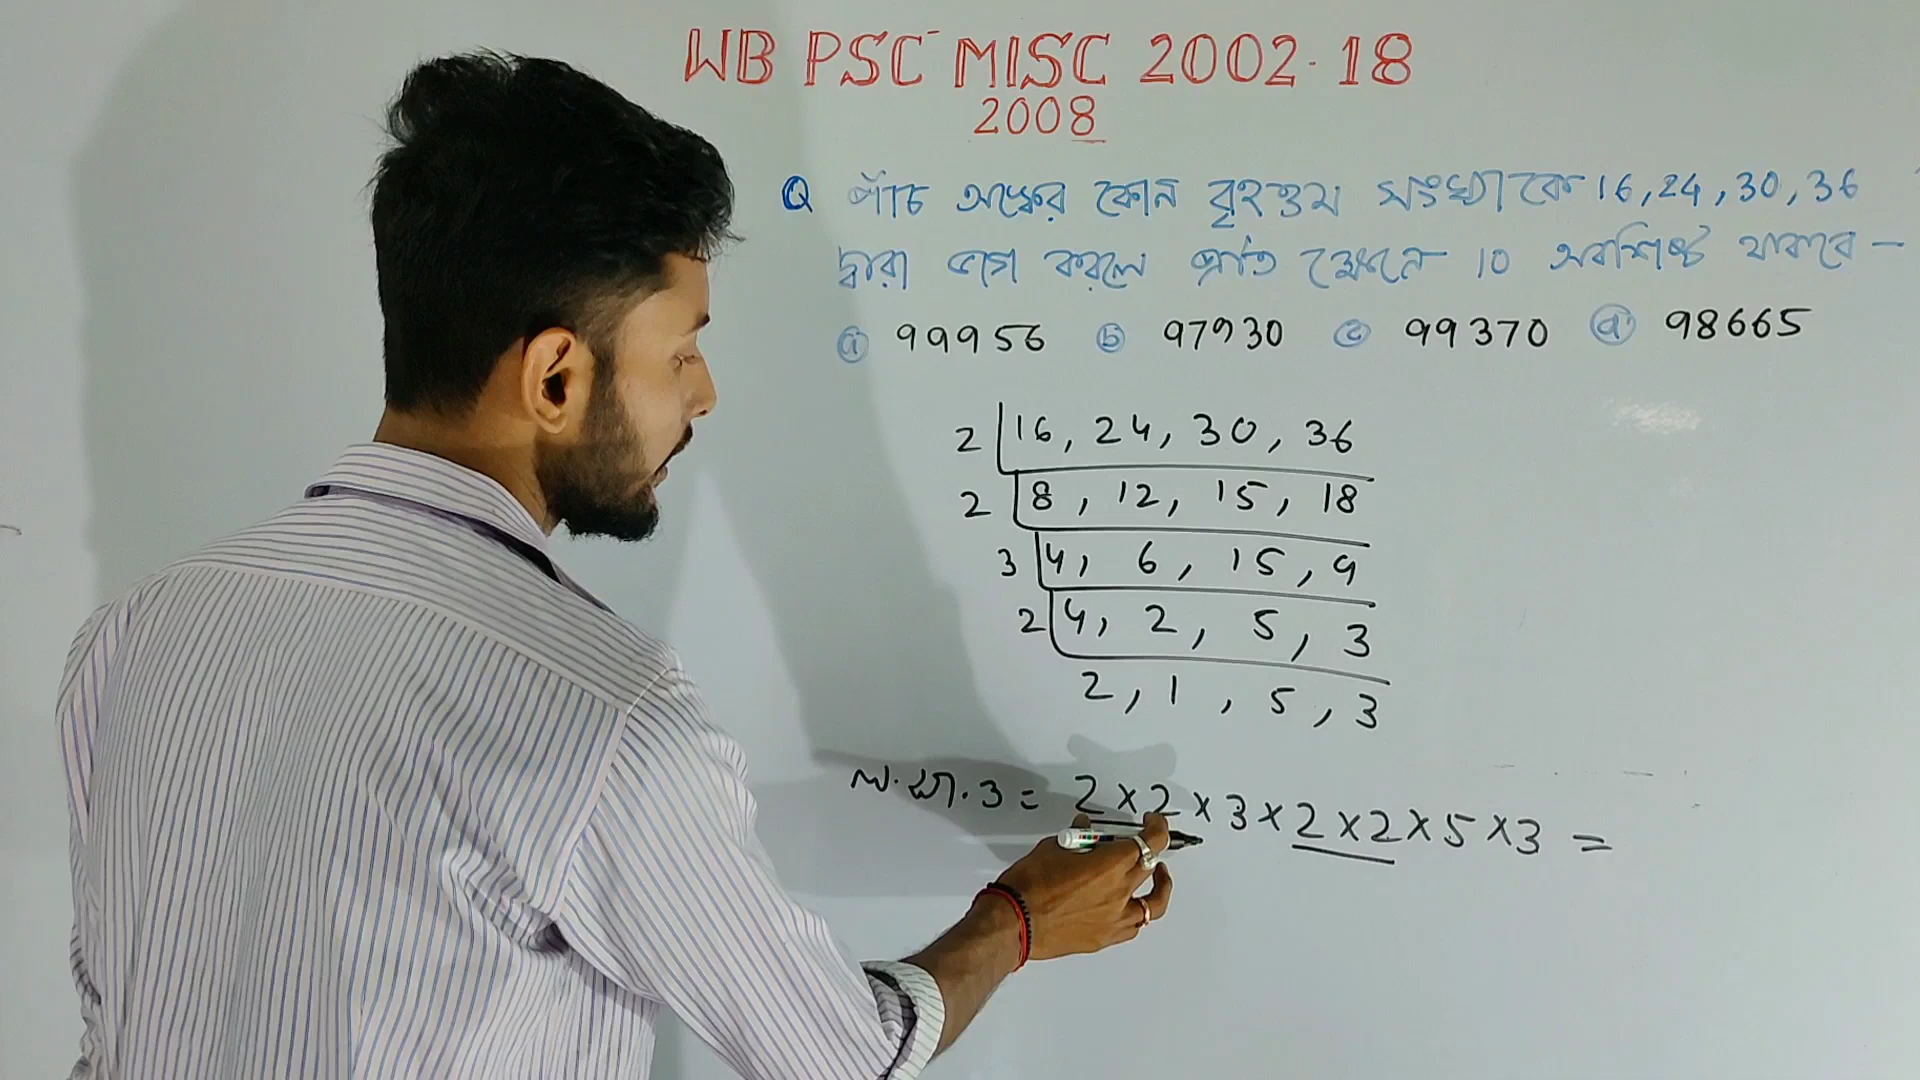 WB PSC MISC 2002-18
2008
Q পাঁচ অঙ্কের কোন বৃহত্তম সংখ্যাকে 16, 24, 30, 36
দ্বারা ভাগ করলে প্রতি ক্ষেত্রে 10 অবশিষ্ট থাকবে —
ⓐ 99956 ⓑ 97930 ⓒ 99370 ⓓ 98665
2 | 16, 24, 30, 36
2 | 8, 12, 15, 18
3 | 4, 6, 15, 9
2 | 4, 2, 5, 3
2, 1, 5, 3
ল.সা.গু = 2 × 2 × 3 × 2 × 2 × 5 × 3 =